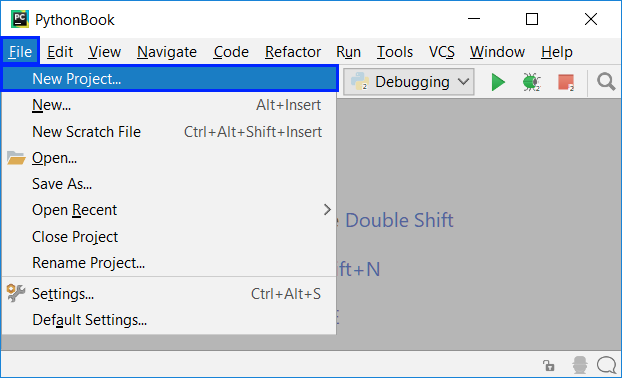 PC PythonBook
File Edit View Navigate Code Refactor Run Tools VCS Window Help
New Project... Debugging
New... Alt+Insert
New Scratch File Ctrl+Alt+Shift+Insert
Open...
Save As...
Open Recent Double Shift
Close Project
Rename Project... ft+N
Settings... Ctrl+Alt+S
Default Settings...